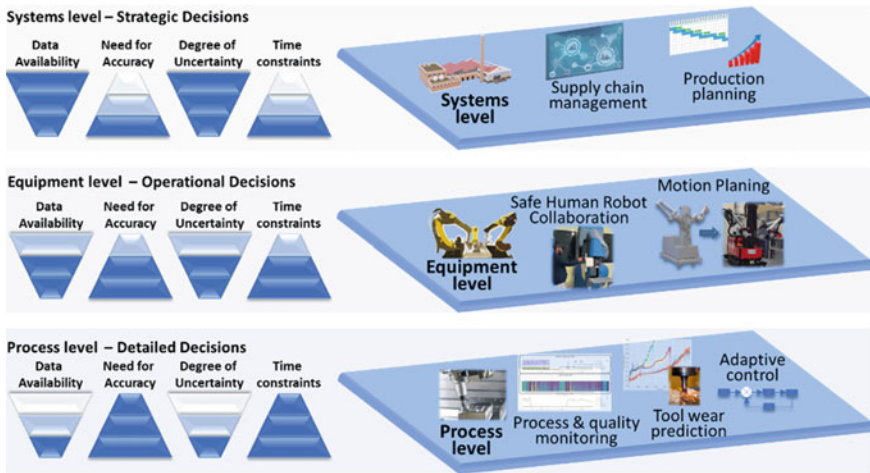 Systems level – Strategic Decisions
Data
Availability
Need for
Accuracy
Degree of
Uncertainty
Time
constraints
Systems
level
Supply chain
management
Production
planning
Equipment level – Operational Decisions
Data
Availability
Need for
Accuracy
Degree of
Uncertainty
Time
constraints
Equipment
level
Safe Human Robot
Collaboration
Motion Planing
Process level – Detailed Decisions
Data
Availability
Need for
Accuracy
Degree of
Uncertainty
Time
constraints
Process
level
Process & quality
monitoring
Tool wear
prediction
Adaptive
control